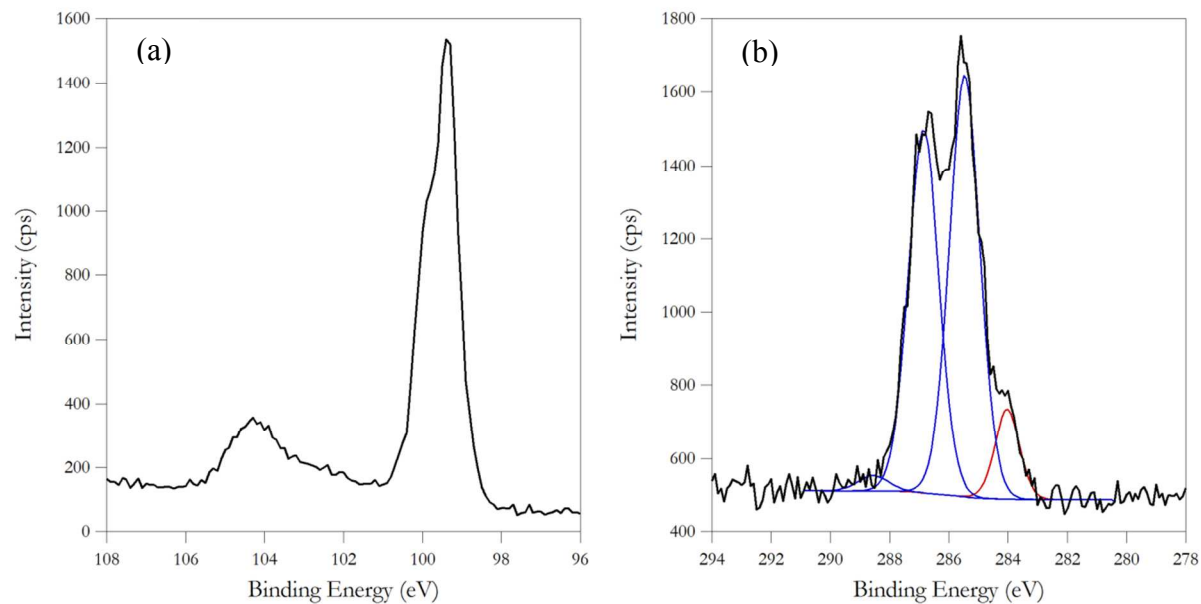 (a)
1600
1400
1200
1000
800
600
400
200
0
Intensity (cps)
108 106 104 102 100 98 96
Binding Energy (eV)
(b)
1800
1600
1400
1200
1000
800
600
400
Intensity (cps)
294 292 290 288 286 284 282 280 278
Binding Energy (eV)